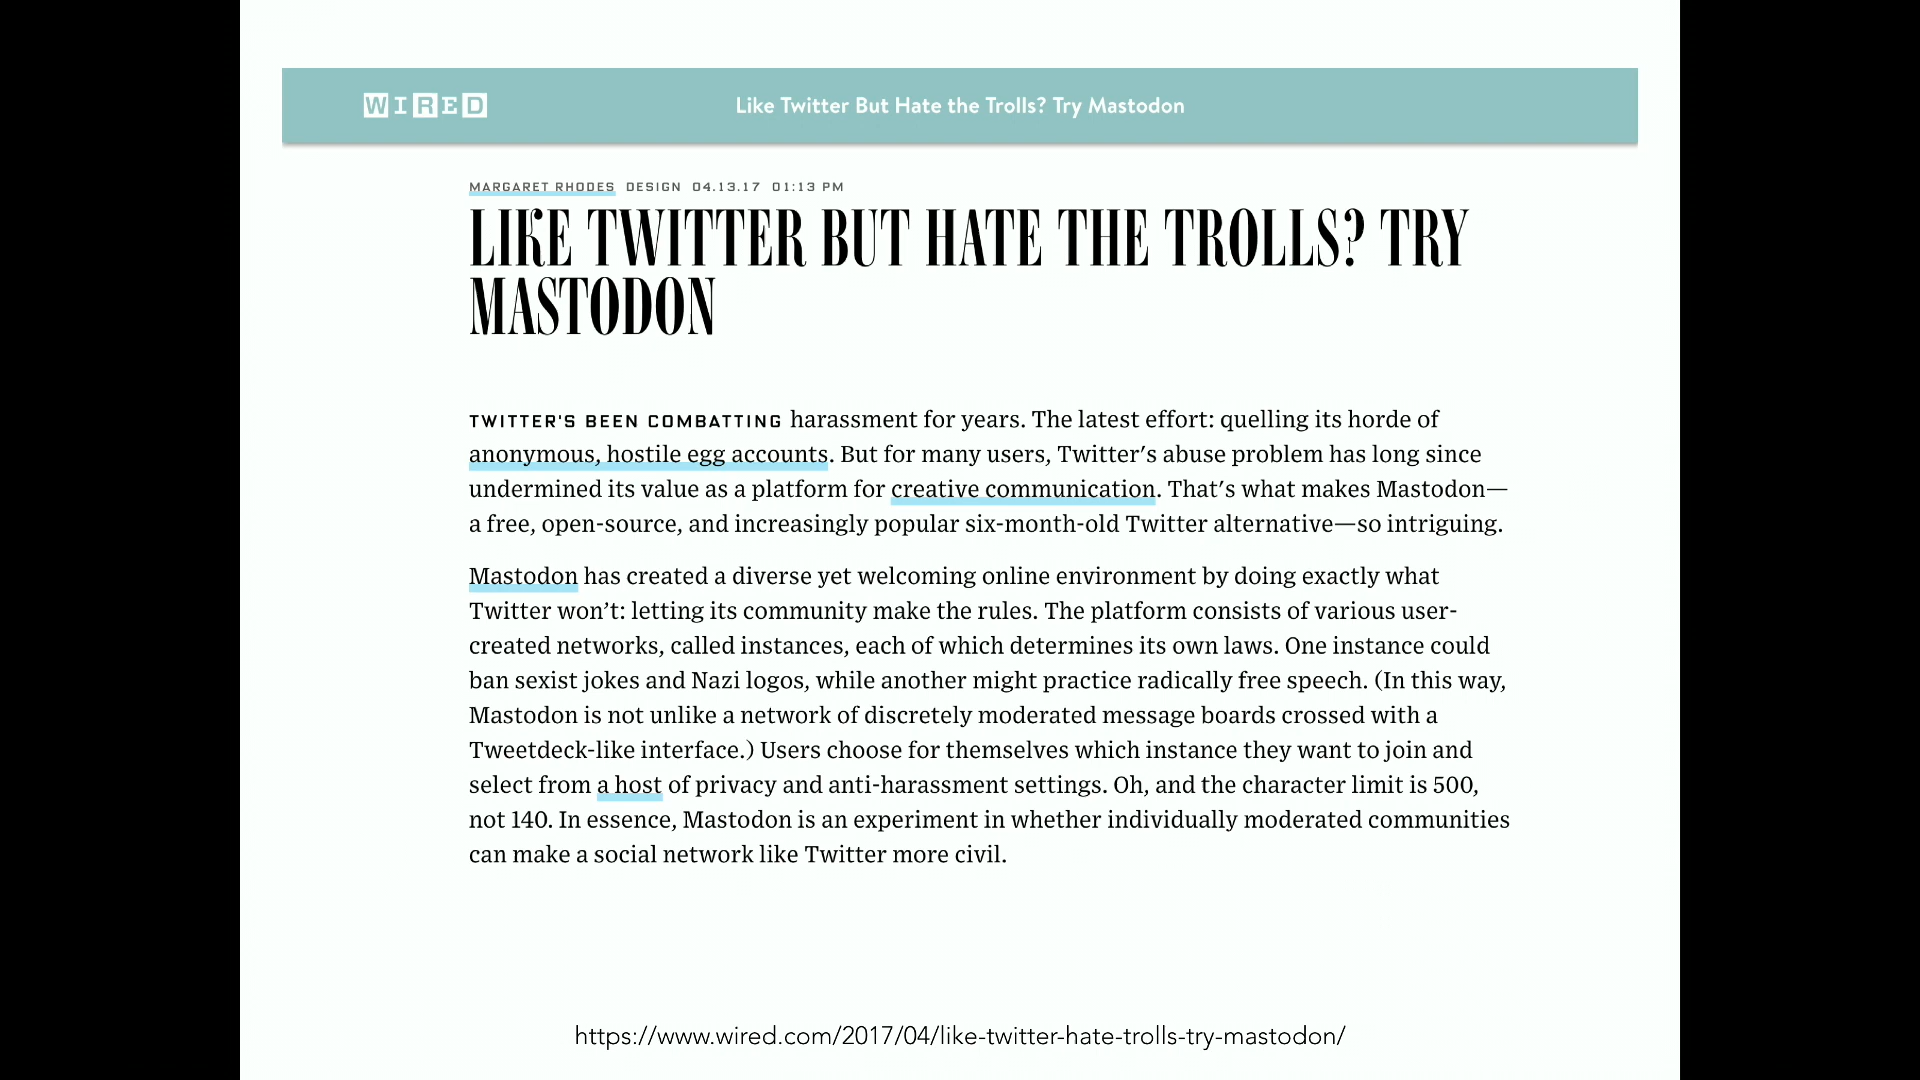 WIRED
Like Twitter But Hate the Trolls? Try Mastodon
MARGARET RHODES DESIGN 04.13.17 01:13 PM
LIKE TWITTER BUT HATE THE TROLLS? TRY
MASTODON
TWITTER'S BEEN COMBATTING harassment for years. The latest effort: quelling its horde of
anonymous, hostile egg accounts. But for many users, Twitter's abuse problem has long since
undermined its value as a platform for creative communication. That's what makes Mastodon—
a free, open-source, and increasingly popular six-month-old Twitter alternative—so intriguing.
Mastodon has created a diverse yet welcoming online environment by doing exactly what
Twitter won’t: letting its community make the rules. The platform consists of various user-
created networks, called instances, each of which determines its own laws. One instance could
ban sexist jokes and Nazi logos, while another might practice radically free speech. (In this way,
Mastodon is not unlike a network of discretely moderated message boards crossed with a
Tweetdeck-like interface.) Users choose for themselves which instance they want to join and
select from a host of privacy and anti-harassment settings. Oh, and the character limit is 500,
not 140. In essence, Mastodon is an experiment in whether individually moderated communities
can make a social network like Twitter more civil.
https://www.wired.com/2017/04/like-twitter-hate-trolls-try-mastodon/